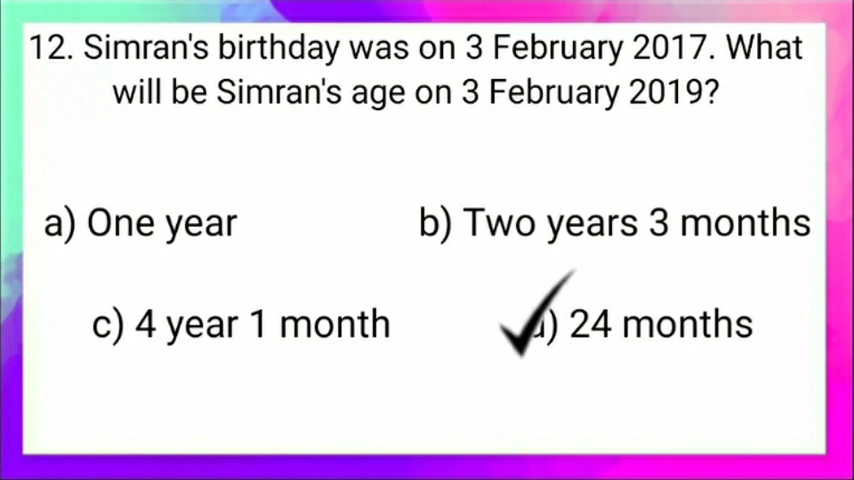 12. Simran's birthday was on 3 February 2017. What
will be Simran's age on 3 February 2019?
a) One year
b) Two years 3 months
c) 4 year 1 month
d) 24 months